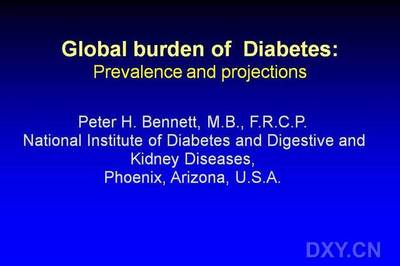 Global burden of Diabetes:
Prevalence and projections
Peter H. Bennett, M.B., F.R.C.P.
National Institute of Diabetes and Digestive and
Kidney Diseases,
Phoenix, Arizona, U.S.A.
DXY.CN